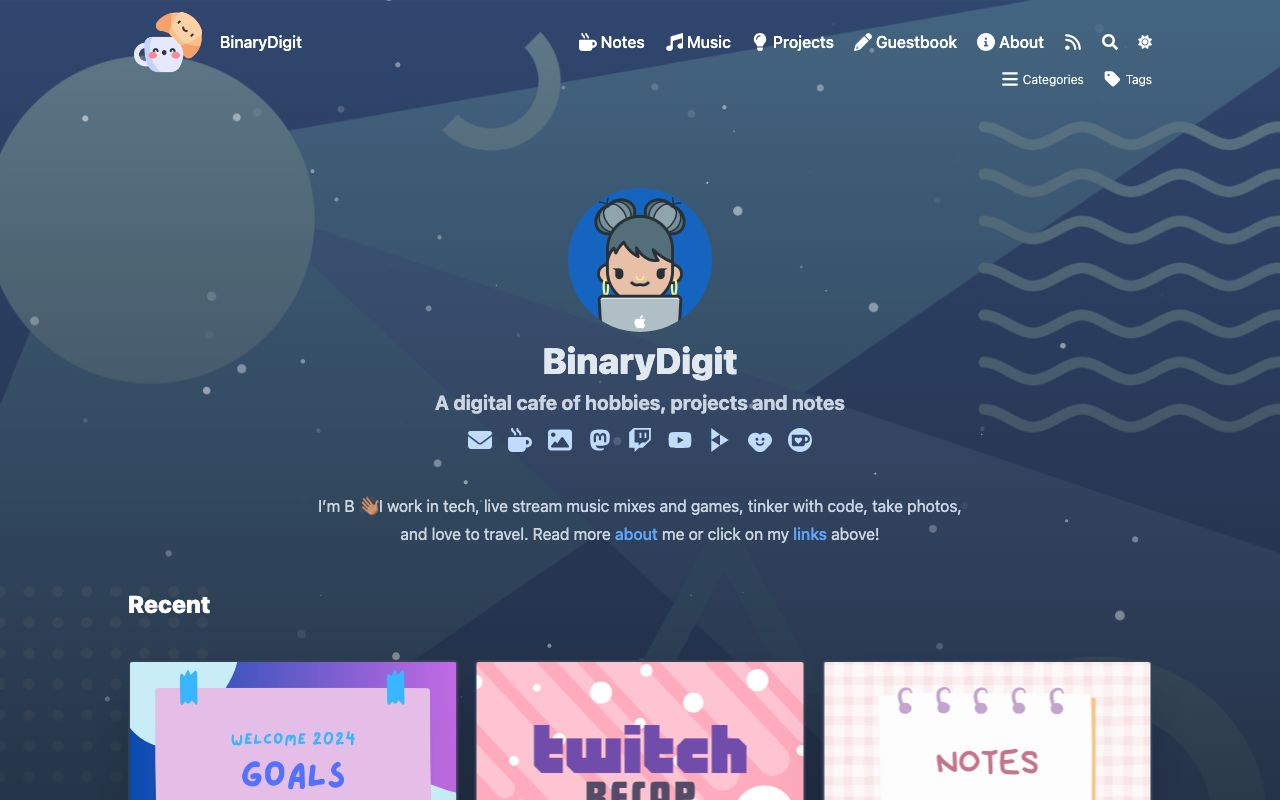 BinaryDigit
Notes Music Projects Guestbook About
Categories Tags
BinaryDigit
A digital cafe of hobbies, projects and notes
I'm B 👋🏽I work in tech, live stream music mixes and games, tinker with code, take photos,
and love to travel. Read more about me or click on my links above!
Recent
WELCOME 2024
GOALS
twitch
RECAP
NOTES